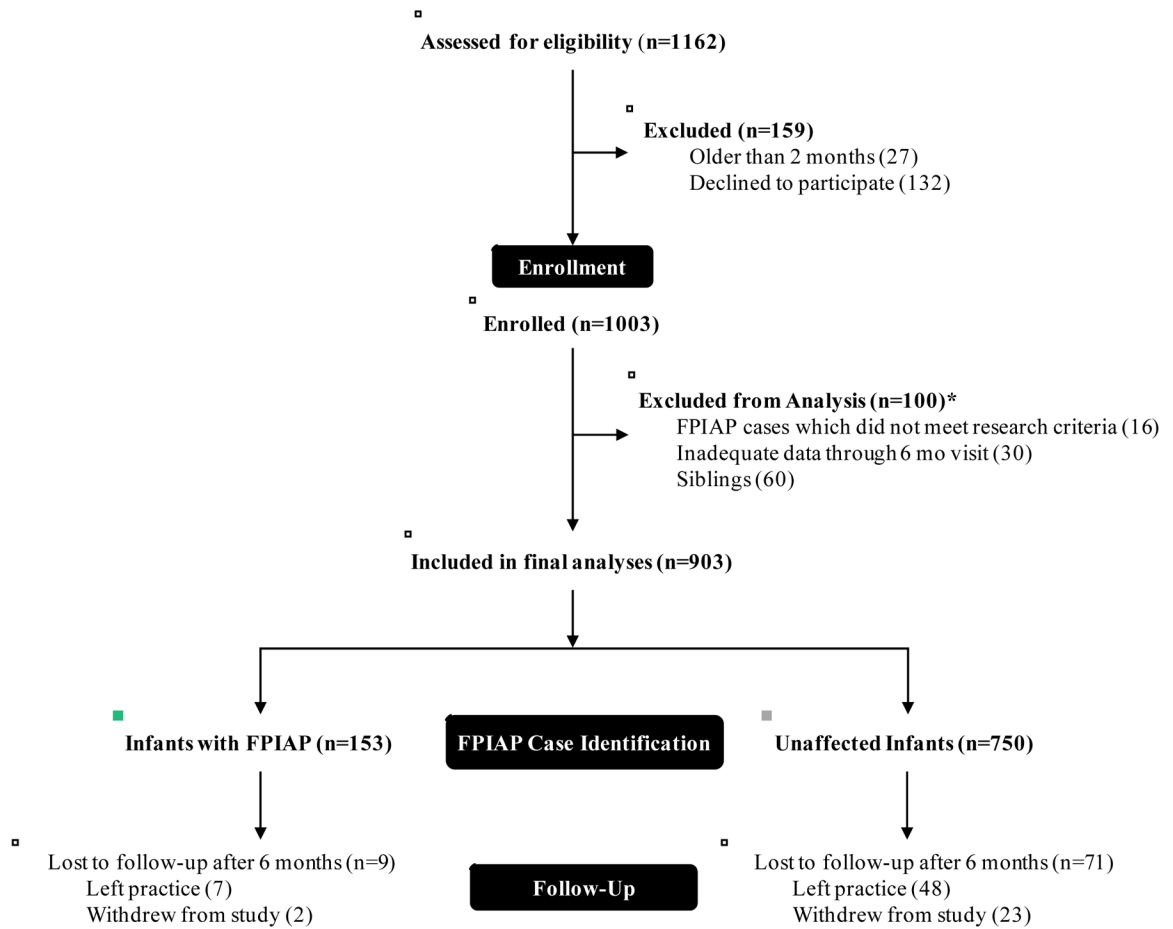 Assessed for eligibility (n=1162)
Excluded (n=159)
Older than 2 months (27)
Declined to participate (132)
Enrollment
Enrolled (n=1003)
Excluded from Analysis (n=100)*
FPIAP cases which did not meet research criteria (16)
Inadequate data through 6 mo visit (30)
Siblings (60)
Included in final analyses (n=903)
Infants with FPIAP (n=153)
FPIAP Case Identification
Unaffected Infants (n=750)
Lost to follow-up after 6 months (n=9)
Left practice (7)
Withdrew from study (2)
Follow-Up
Lost to follow-up after 6 months (n=71)
Left practice (48)
Withdrew from study (23)